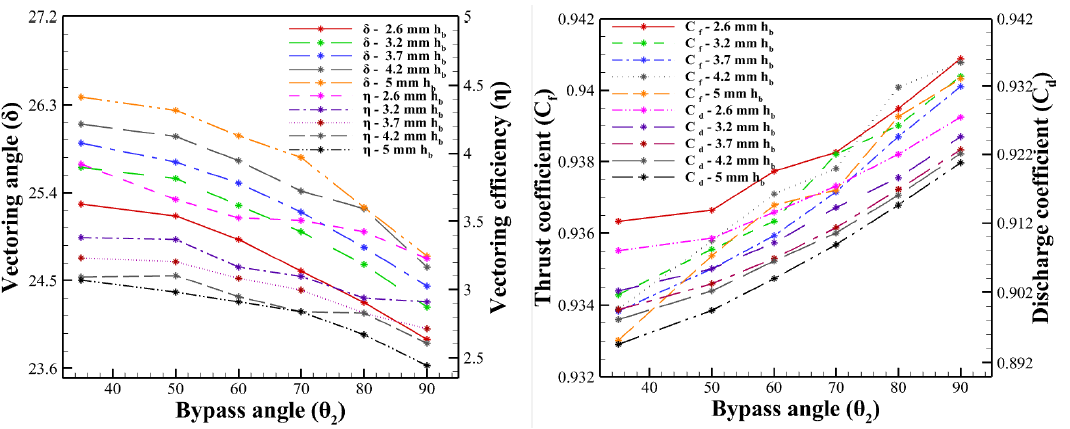 27.2
26.3
25.4
24.5
23.6
Vectoring angle (δ)
δ - 2.6 mm h_b
δ - 3.2 mm h_b
δ - 3.7 mm h_b
δ - 4.2 mm h_b
δ - 5 mm h_b
η - 2.6 mm h_b
η - 3.2 mm h_b
η - 3.7 mm h_b
η - 4.2 mm h_b
η - 5 mm h_b
5
4.5
4
3.5
3
2.5
Vectoring efficiency (η)
40 50 60 70 80 90
Bypass angle (θ_2)
0.942
0.94
0.938
0.936
0.934
0.932
Thrust coefficient (C_f)
C_f - 2.6 mm h_b
C_f - 3.2 mm h_b
C_f - 3.7 mm h_b
C_f - 4.2 mm h_b
C_f - 5 mm h_b
C_d - 2.6 mm h_b
C_d - 3.2 mm h_b
C_d - 3.7 mm h_b
C_d - 4.2 mm h_b
C_d - 5 mm h_b
0.942
0.932
0.922
0.912
0.902
0.892
Discharge coefficient (C_d)
40 50 60 70 80 90
Bypass angle (θ_2)